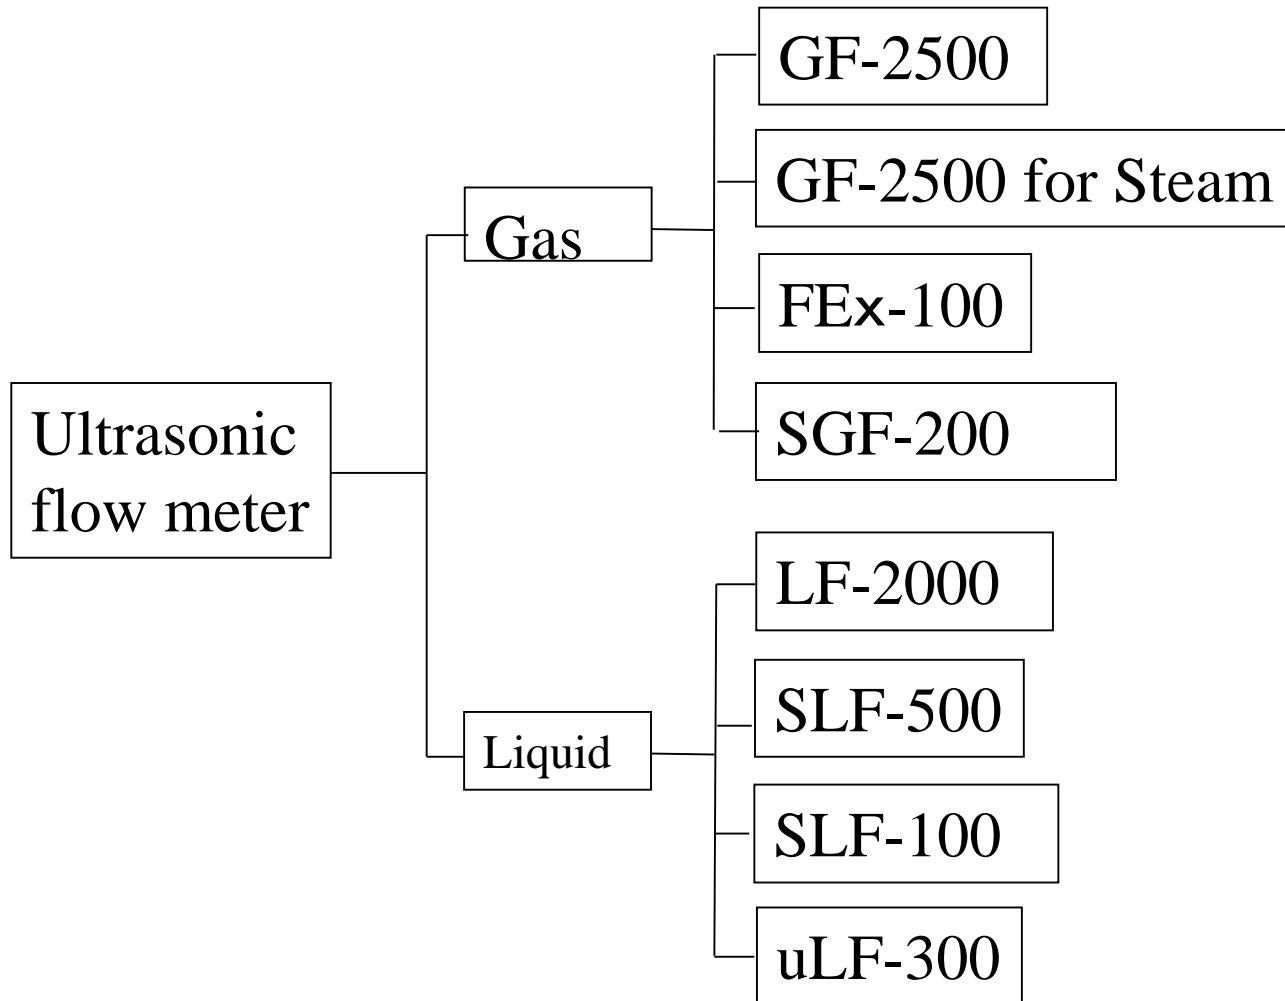 Ultrasonic
flow meter
Gas
GF-2500
GF-2500 for Steam
FEx-100
SGF-200
Liquid
LF-2000
SLF-500
SLF-100
uLF-300